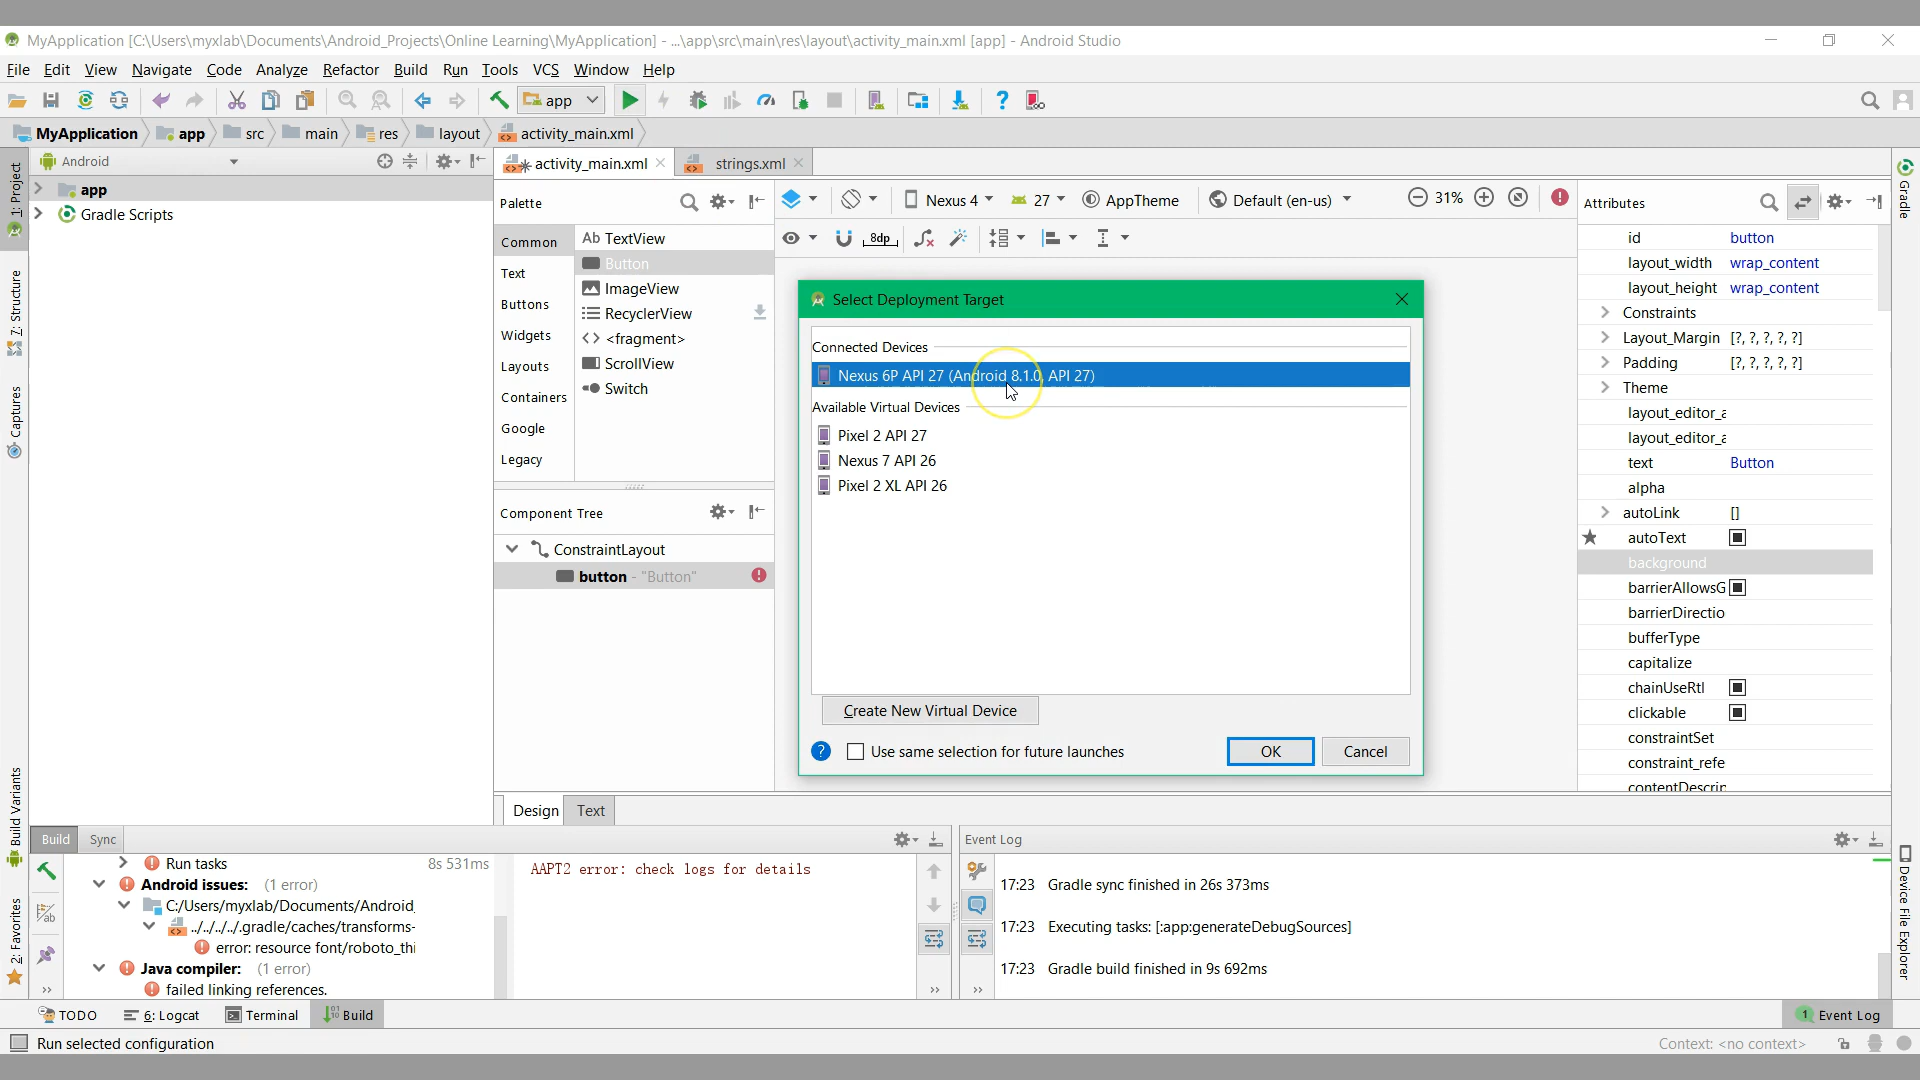 MyApplication [C:\Users\myxlab\Documents\Android_Projects\Online Learning\MyApplication] - ...\app\src\main\res\layout\activity_main.xml [app] - Android Studio
File Edit View Navigate Code Analyze Refactor Build Run Tools VCS Window Help
app
MyApplication app src main res layout activity_main.xml
Android
activity_main.xml
strings.xml
1: Project
7: Structure
Captures
Build Variants
2: Favorites
app
Gradle Scripts
Palette
Common
Text
Buttons
Widgets
Layouts
Containers
Google
Legacy
Ab TextView
Button
ImageView
RecyclerView
<fragment>
ScrollView
Switch
Component Tree
ConstraintLayout
button - "Button"
Nexus 4 27 AppTheme Default (en-us) 31%
8dp
Select Deployment Target
Connected Devices
Nexus 6P API 27 (Android 8.1.0, API 27)
Available Virtual Devices
Pixel 2 API 27
Nexus 7 API 26
Pixel 2 XL API 26
Create New Virtual Device
? Use same selection for future launches
OK
Cancel
Attributes
id button
layout_width wrap_content
layout_height wrap_content
Constraints
Layout_Margin [?, ?, ?, ?, ?]
Padding [?, ?, ?, ?, ?]
Theme
layout_editor_a
layout_editor_a
text Button
alpha
autoLink []
autoText
background
barrierAllowsG
barrierDirectio
bufferType
capitalize
chainUseRtl
clickable
constraintSet
constraint_refe
contentDescrip
Gradle
Device File Explorer
Design Text
Build Sync
Run tasks 8s 531ms
Android issues: (1 error)
C:/Users/myxlab/Documents/Android_
../../../../.gradle/caches/transforms-
error: resource font/roboto_thi
Java compiler: (1 error)
failed linking references.
AAPT2 error: check logs for details
Event Log
17:23 Gradle sync finished in 26s 373ms
17:23 Executing tasks: [:app:generateDebugSources]
17:23 Gradle build finished in 9s 692ms
TODO 6: Logcat Terminal Build
1 Event Log
Run selected configuration
Context: <no context>